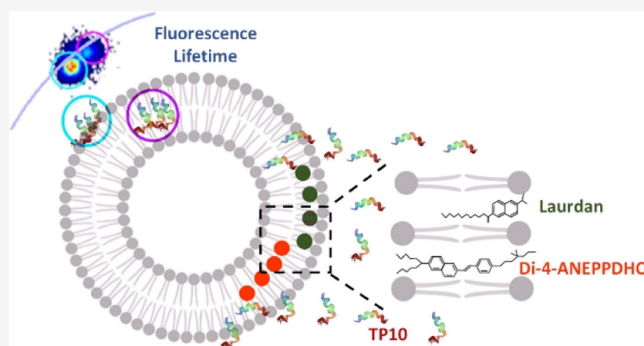 Fluorescence
Lifetime
Laurdan
Di-4-ANEPPDHQ
TP10